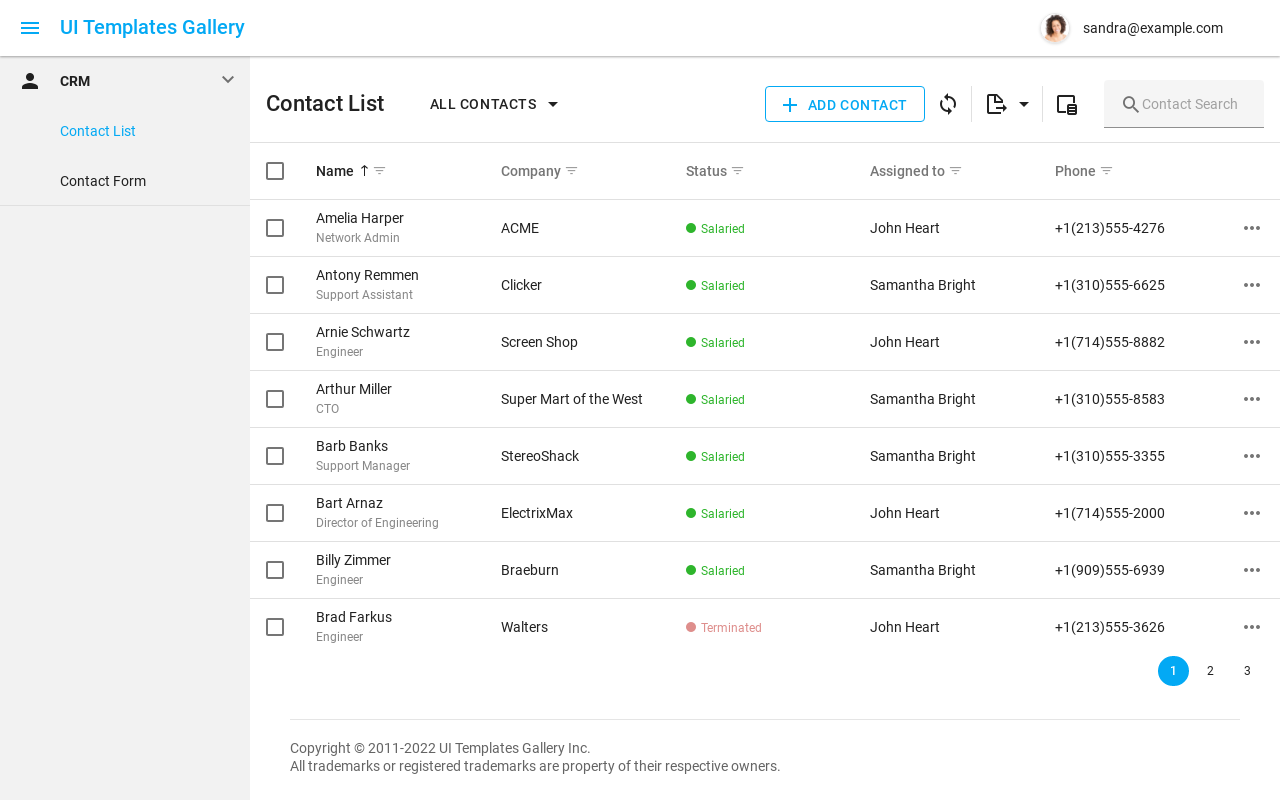 UI Templates Gallery
sandra@example.com
CRM
Contact List
Contact Form
Contact List
ALL CONTACTS
ADD CONTACT
Contact Search
Name Company Status Assigned to Phone
Amelia Harper
Network Admin
ACME
Salaried
John Heart
+1(213)555-4276
Antony Remmen
Support Assistant
Clicker
Salaried
Samantha Bright
+1(310)555-6625
Arnie Schwartz
Engineer
Screen Shop
Salaried
John Heart
+1(714)555-8882
Arthur Miller
CTO
Super Mart of the West
Salaried
Samantha Bright
+1(310)555-8583
Barb Banks
Support Manager
StereoShack
Salaried
Samantha Bright
+1(310)555-3355
Bart Arnaz
Director of Engineering
ElectrixMax
Salaried
John Heart
+1(714)555-2000
Billy Zimmer
Engineer
Braeburn
Salaried
Samantha Bright
+1(909)555-6939
Brad Farkus
Engineer
Walters
Terminated
John Heart
+1(213)555-3626
1 2 3
Copyright © 2011-2022 UI Templates Gallery Inc.
All trademarks or registered trademarks are property of their respective owners.